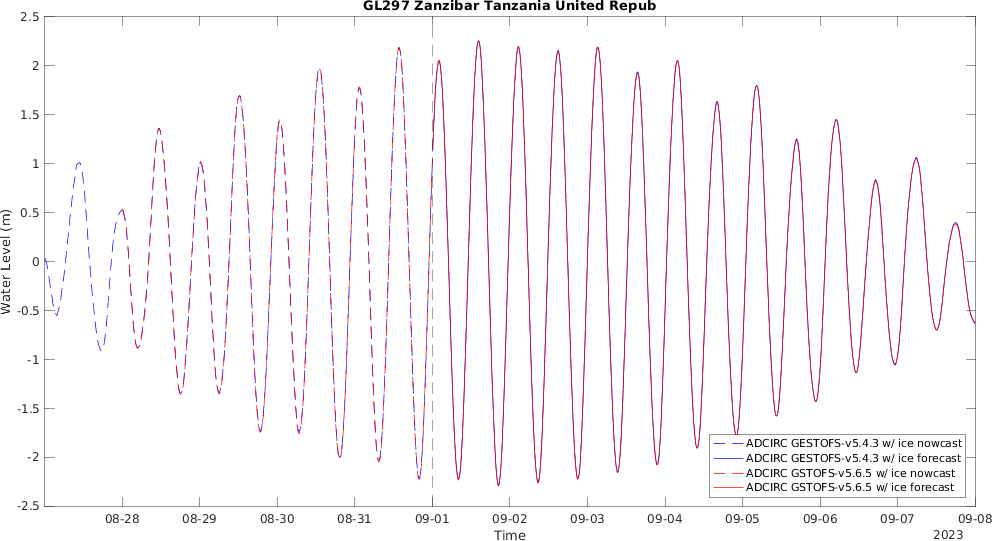 GL297 Zanzibar Tanzania United Repub
2.5
2
1.5
1
0.5
0
-0.5
-1
-1.5
-2
-2.5
Water Level (m)
ADCIRC GESTOFS-v5.4.3 w/ ice nowcast
ADCIRC GESTOFS-v5.4.3 w/ ice forecast
ADCIRC GSTOFS-v5.6.5 w/ ice nowcast
ADCIRC GSTOFS-v5.6.5 w/ ice forecast
08-28 08-29 08-30 08-31 09-01 09-02 09-03 09-04 09-05 09-06 09-07 09-08
Time
2023